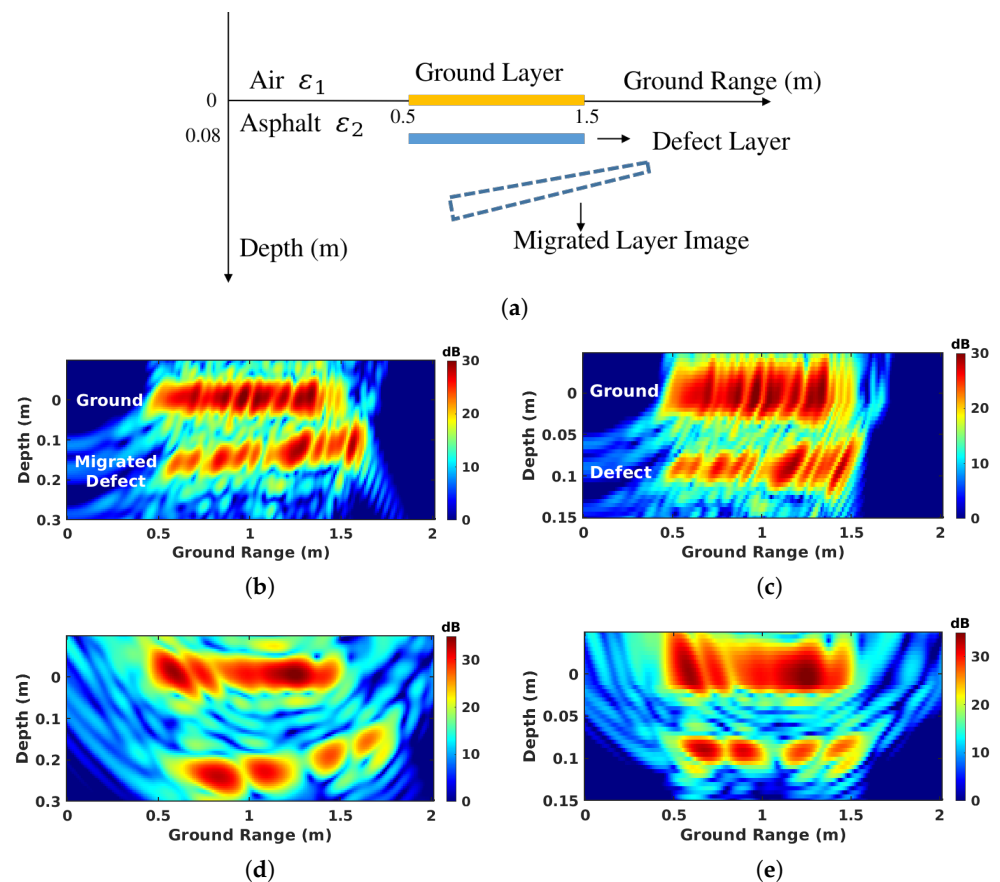 Air ε₁
Ground Layer
Ground Range (m)
0
0.5
1.5
Asphalt ε₂
0.08
Defect Layer
Migrated Layer Image
Depth (m)
(a)
dB
30
20
10
0
Depth (m)
0
0.1
0.2
0.3
Ground
Migrated
Defect
0 0.5 1 1.5 2
Ground Range (m)
(b)
dB
30
20
10
0
Depth (m)
0
0.05
0.1
0.15
Ground
Defect
0 0.5 1 1.5 2
Ground Range (m)
(c)
dB
30
20
10
0
Depth (m)
0
0.1
0.2
0.3
0 0.5 1 1.5 2
Ground Range (m)
(d)
dB
30
20
10
0
Depth (m)
0
0.05
0.1
0.15
0 0.5 1 1.5 2
Ground Range (m)
(e)